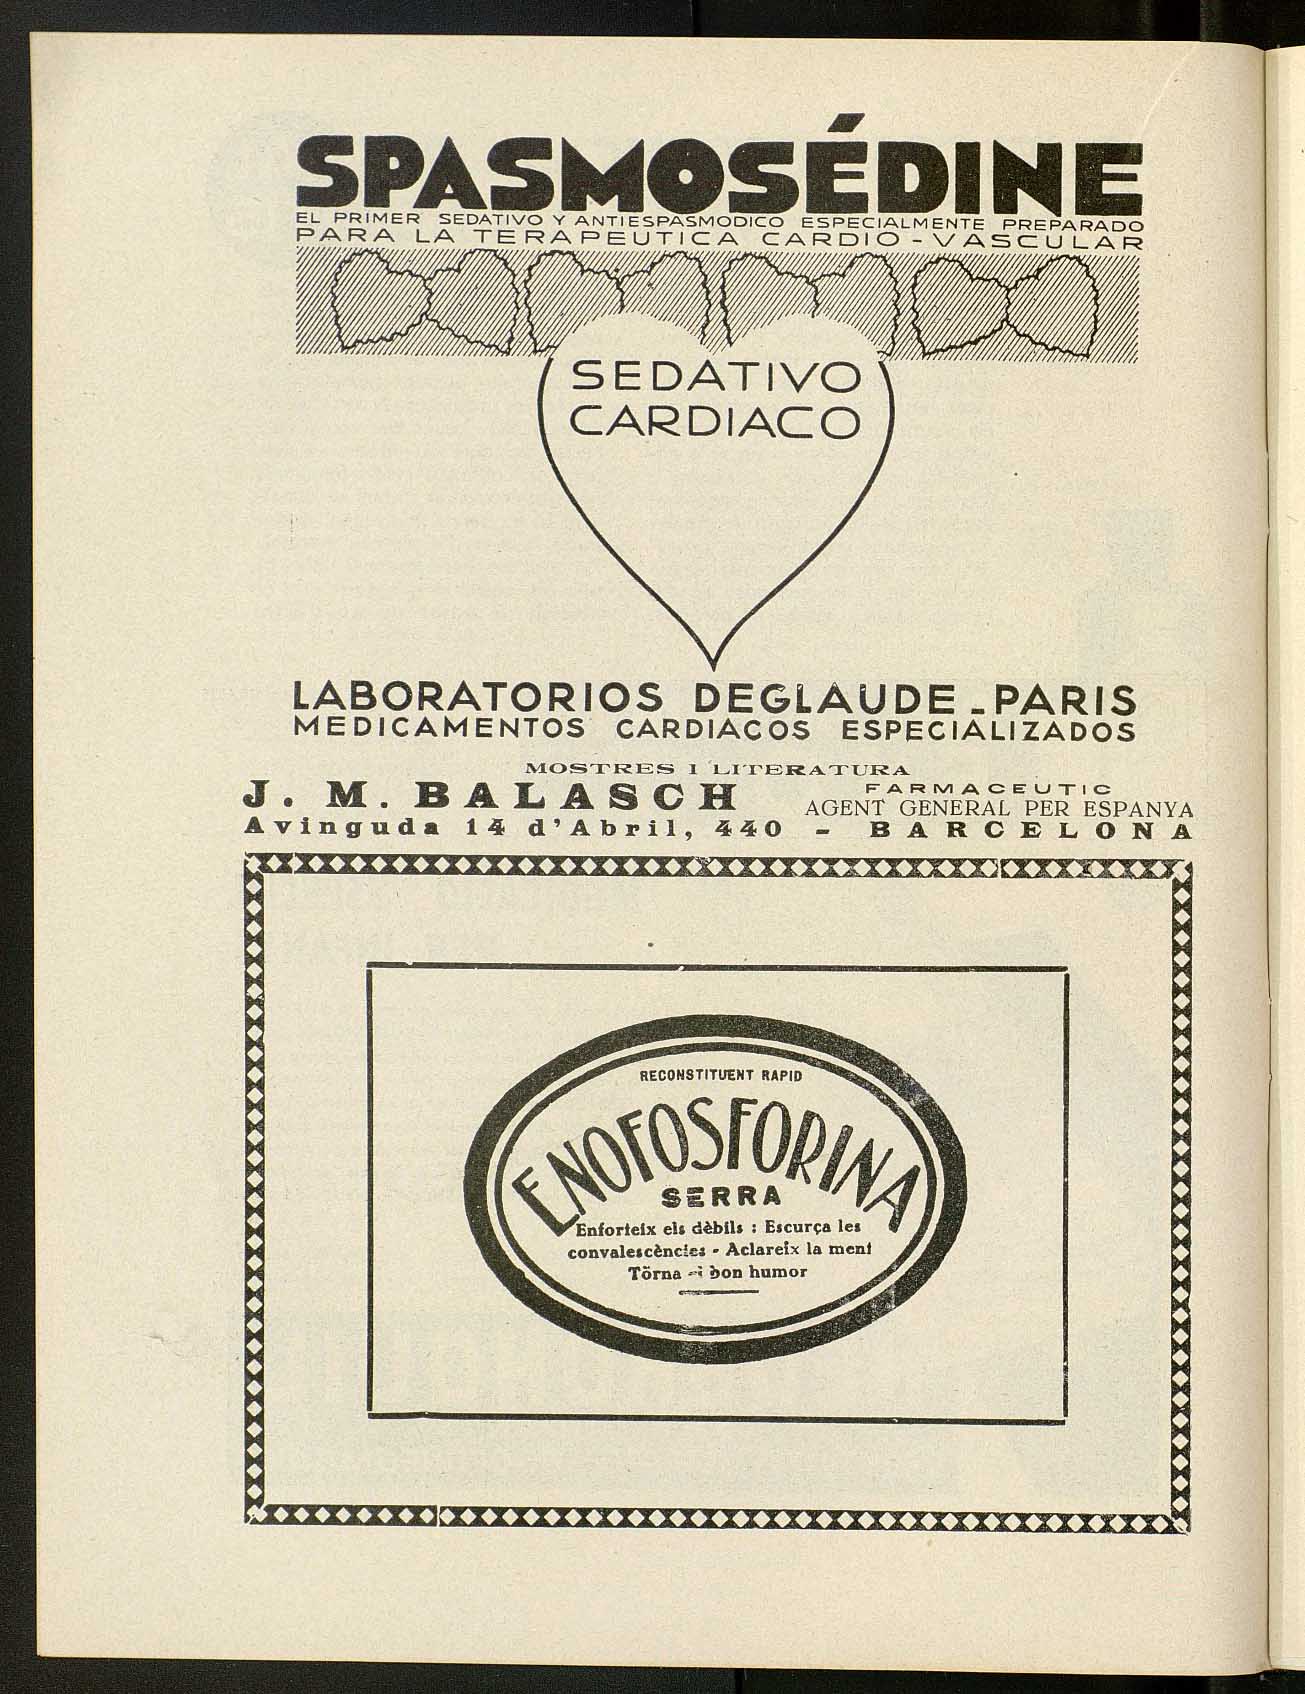 SPASMOSÉDINE
EL PRIMER SEDATIVO Y ANTIESPASMODICO ESPECIALMENTE PREPARADO
PARA LA TERAPEUTICA CARDIO-VASCULAR
SEDATIVO
CARDIACO
LABORATORIOS DEGLAUDE - PARIS
MEDICAMENTOS CARDIACOS ESPECIALIZADOS
MOSTRES I LITERATURA
J. M. BALASCH
FARMACEUTIC
AGENT GENERAL PER ESPANYA
Avinguda 14 d'Abril, 440 - BARCELONA
RECONSTITUENT RAPID
ENOFOSFORINA
SERRA
Enforteix els dèbils : Escurça les
convalescències - Aclareix la ment
Tõrna bon humor